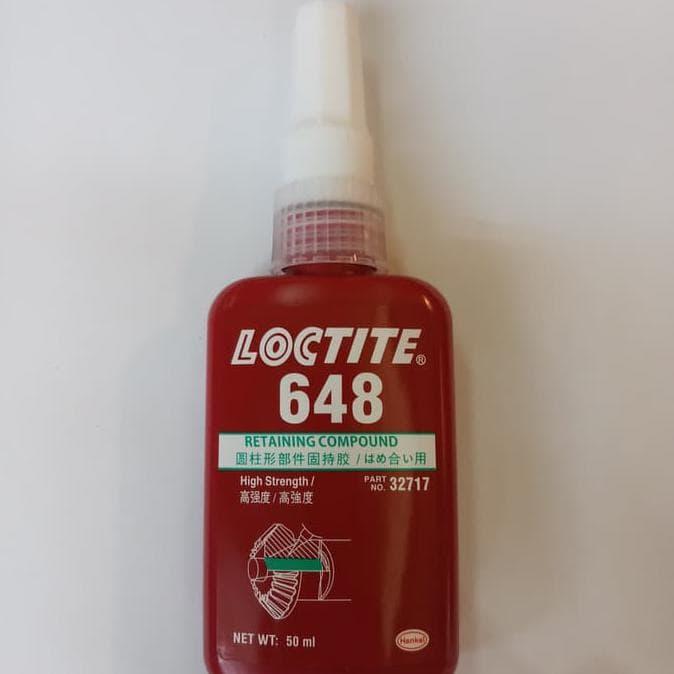 LOCTITE®
648
RETAINING COMPOUND
圆柱形部件固持胶 / はめ合い用
High Strength / PART NO. 32717
高强度 / 高強度
NET WT: 50 ml Henkel